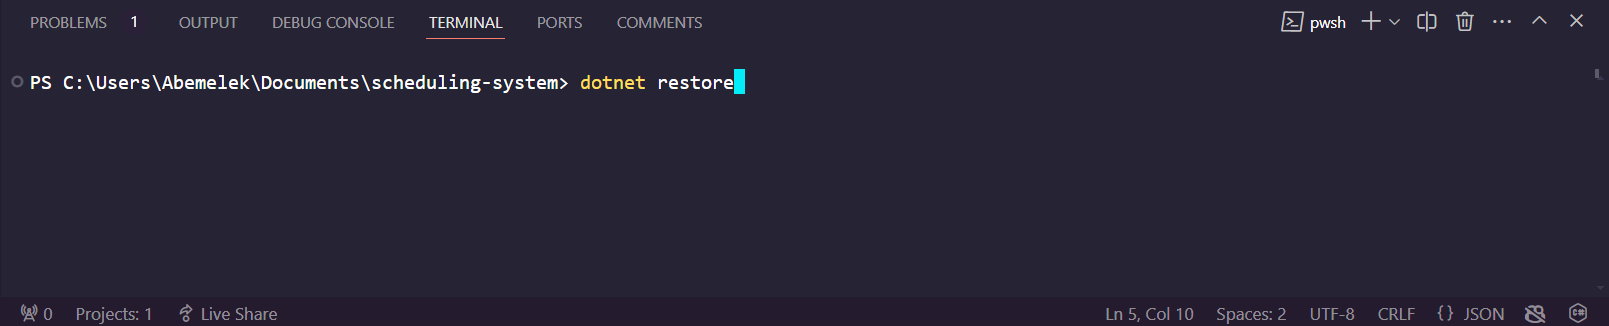 PROBLEMS 1 OUTPUT DEBUG CONSOLE TERMINAL PORTS COMMENTS pwsh
PS C:\Users\Abemelek\Documents\scheduling-system> dotnet restore
0 Projects: 1 Live Share Ln 5, Col 10 Spaces: 2 UTF-8 CRLF {} JSON C#